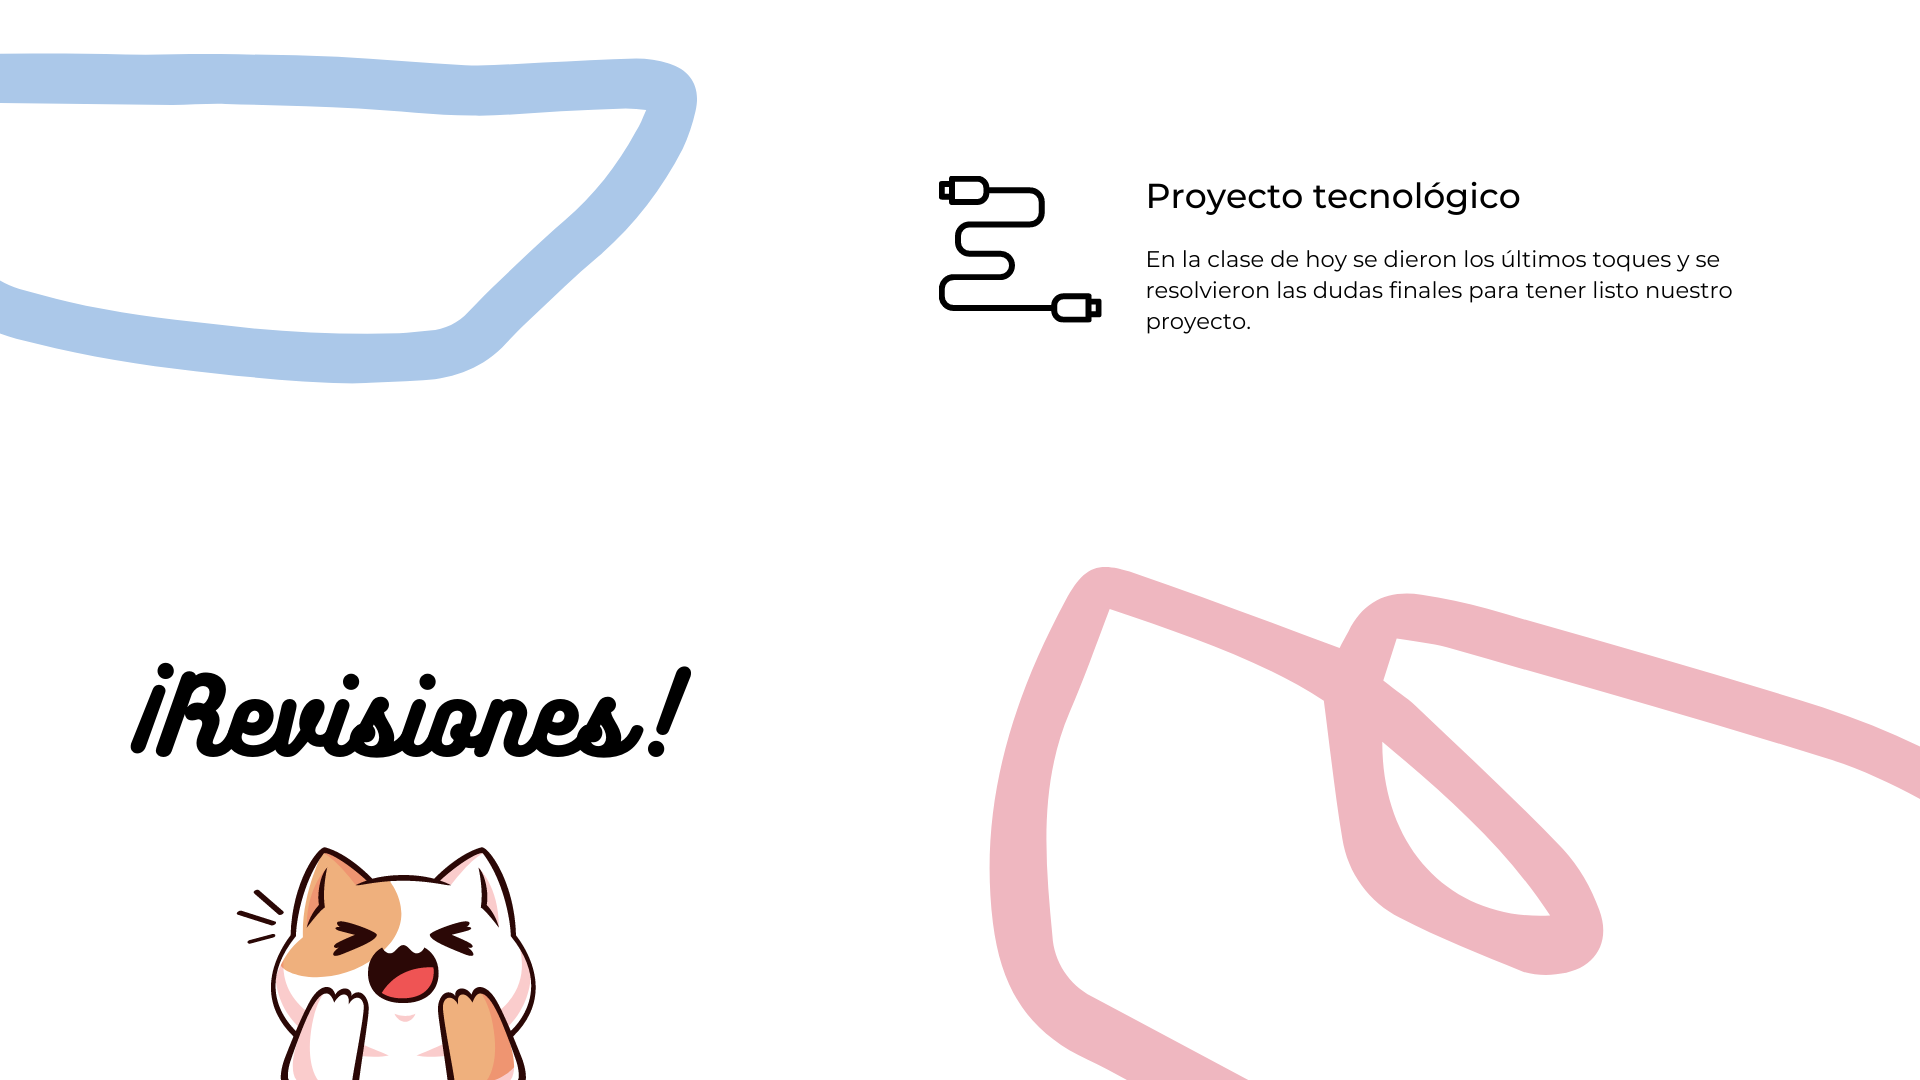 Proyecto tecnológico
En la clase de hoy se dieron los últimos toques y se
resolvieron las dudas finales para tener listo nuestro
proyecto.
¡Revisiones!